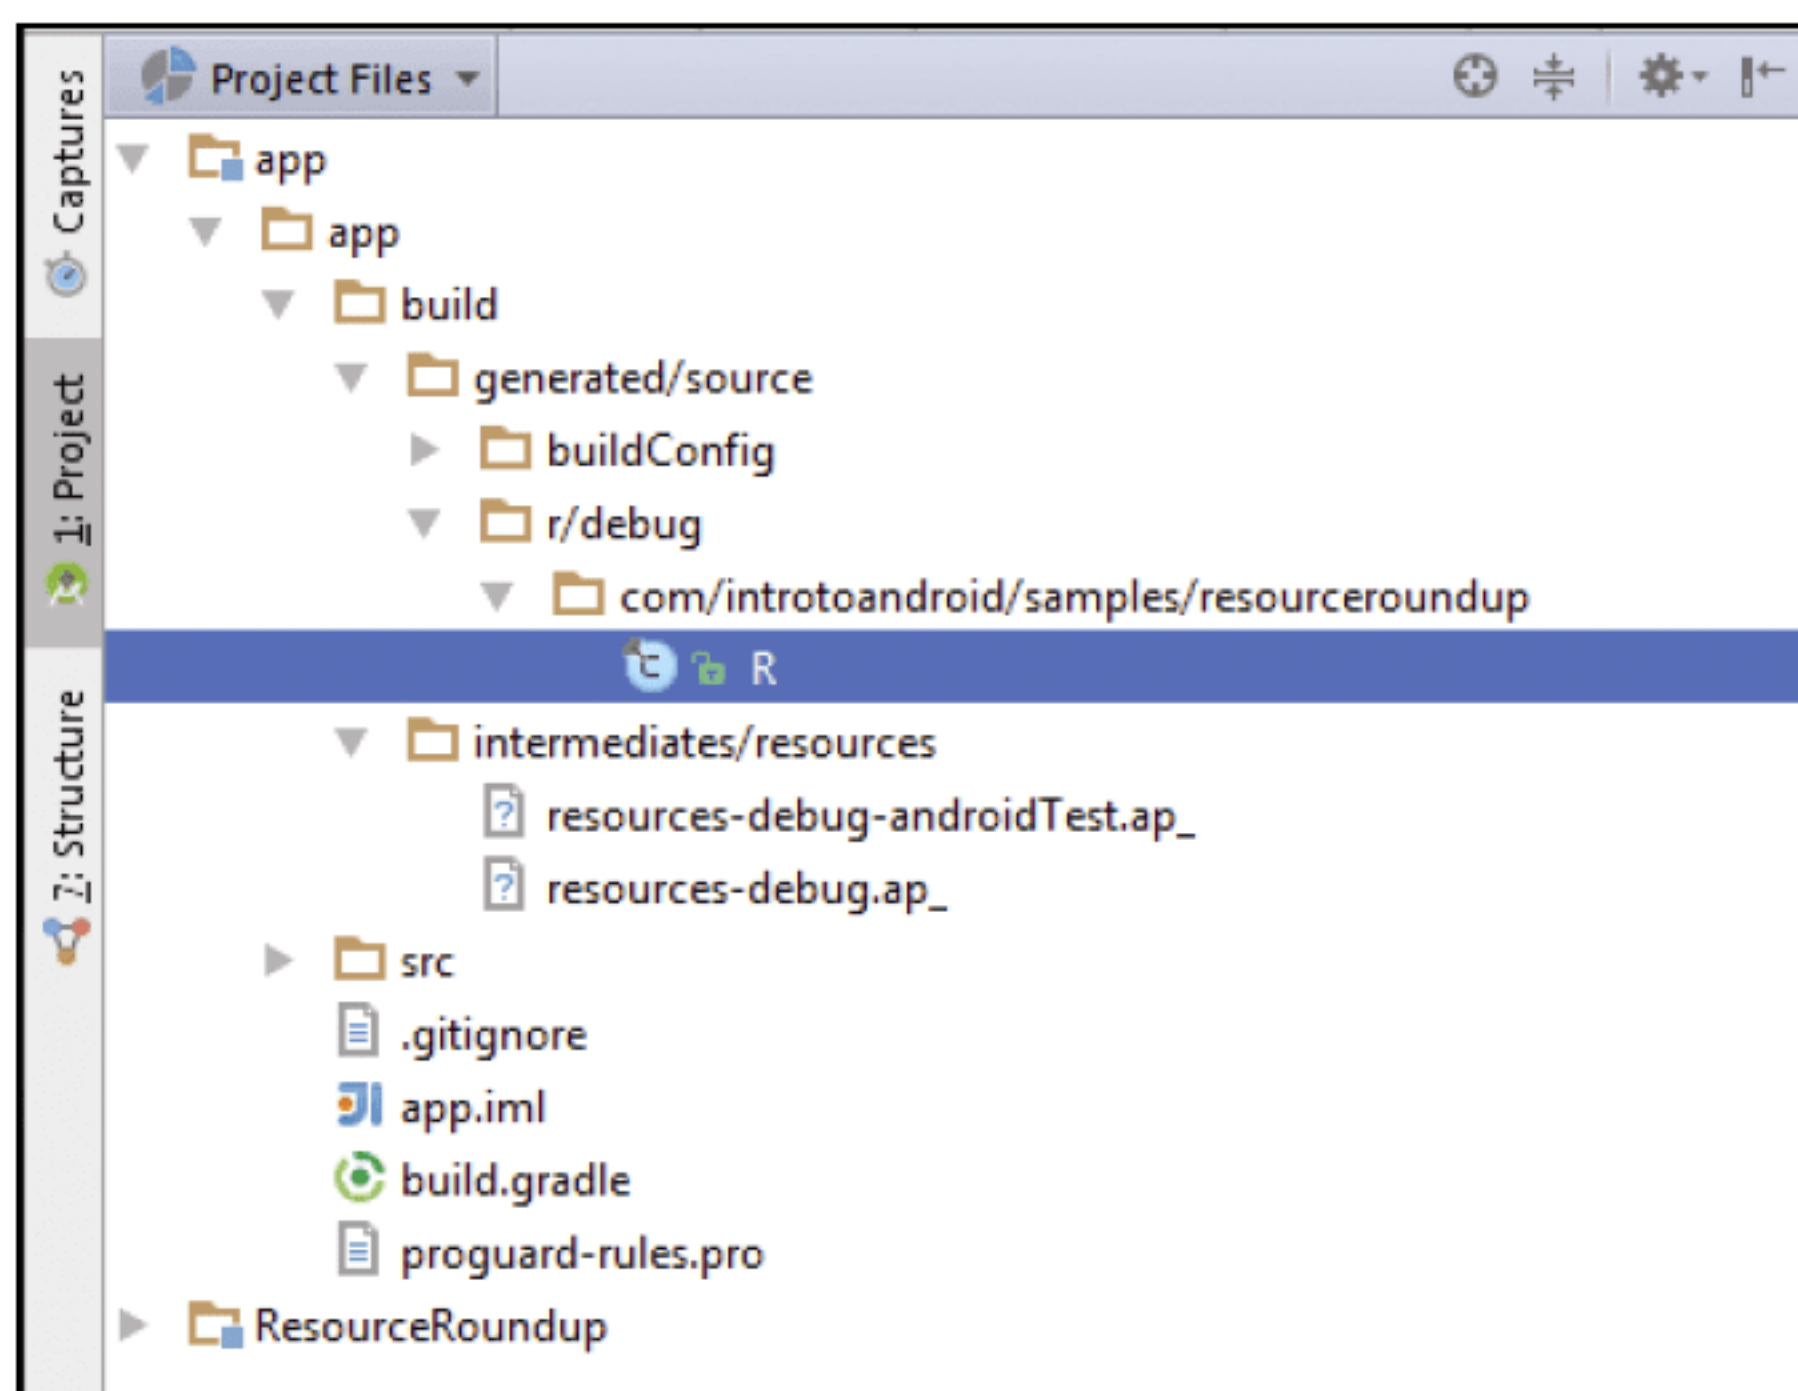 Project Files
Captures
1: Project
7: Structure
app
app
build
generated/source
buildConfig
r/debug
com/introtoandroid/samples/resourceroundup
R
intermediates/resources
resources-debug-androidTest.ap_
resources-debug.ap_
src
.gitignore
app.iml
build.gradle
proguard-rules.pro
ResourceRoundup